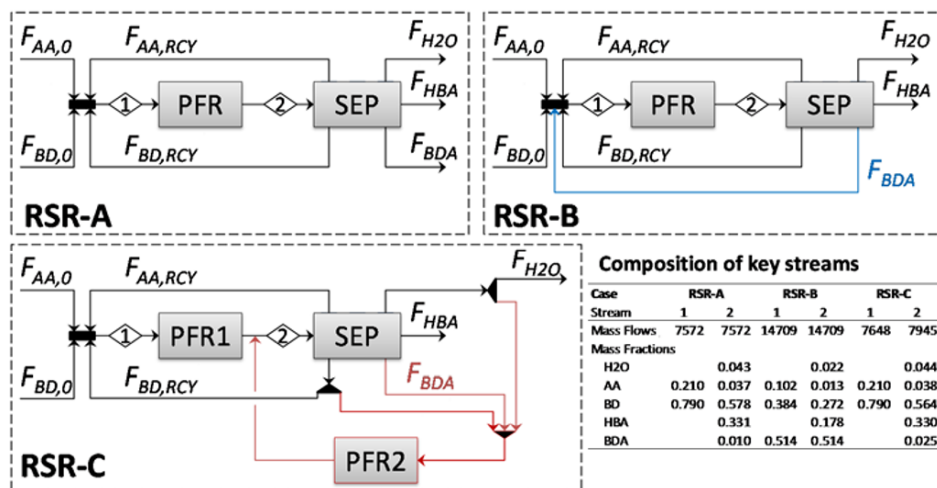 F_AA,0 F_AA,RCY F_H2O
1 PFR 2 SEP F_HBA
F_BD,0 F_BD,RCY F_BDA
RSR-A
F_AA,0 F_AA,RCY F_H2O
1 PFR 2 SEP F_HBA
F_BD,0 F_BD,RCY F_BDA
RSR-B
F_H2O
F_AA,0 F_AA,RCY
1 PFR1 2 SEP F_HBA
F_BD,0 F_BD,RCY F_BDA
PFR2
RSR-C
Composition of key streams
Case RSR-A RSR-B RSR-C
Stream 1 2 1 2 1 2
Mass Flows 7572 7572 14709 14709 7648 7945
Mass Fractions
H2O 0.043 0.022 0.044
AA 0.210 0.037 0.102 0.013 0.210 0.038
BD 0.790 0.578 0.384 0.272 0.790 0.564
HBA 0.331 0.178 0.330
BDA 0.010 0.514 0.514 0.025